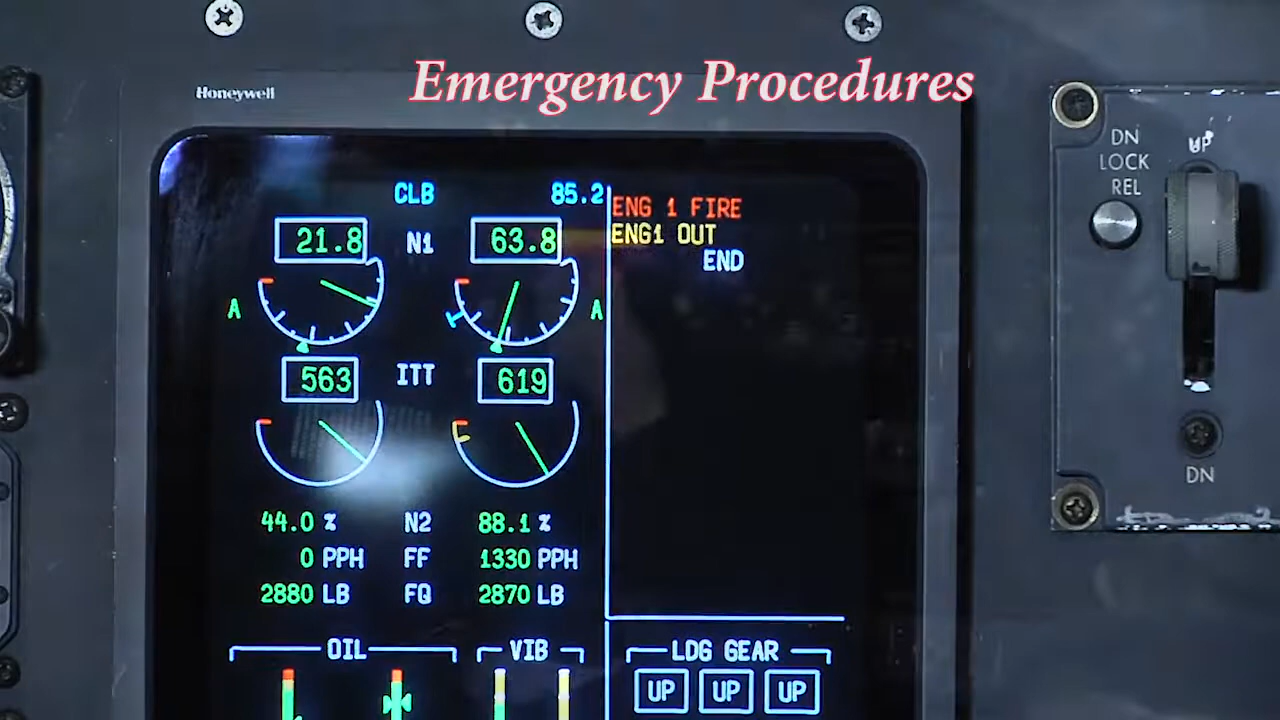 Emergency Procedures
Honeywell
CLB 85.2
21.8 N1 63.8
A A
563 ITT 619
44.0 % N2 88.1 %
0 PPH FF 1330 PPH
2880 LB FQ 2870 LB
OIL VIB
ENG 1 FIRE
ENG1 OUT
END
LDG GEAR
UP UP UP
DN
LOCK
REL
UP
DN